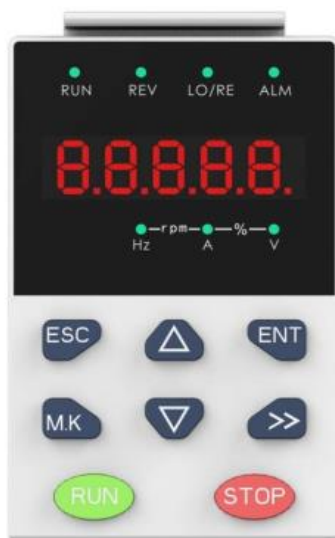 RUN REV LO/RE ALM
8.8.8.8.8.
rpm %
Hz A V
ESC ENT
M.K >>
RUN STOP